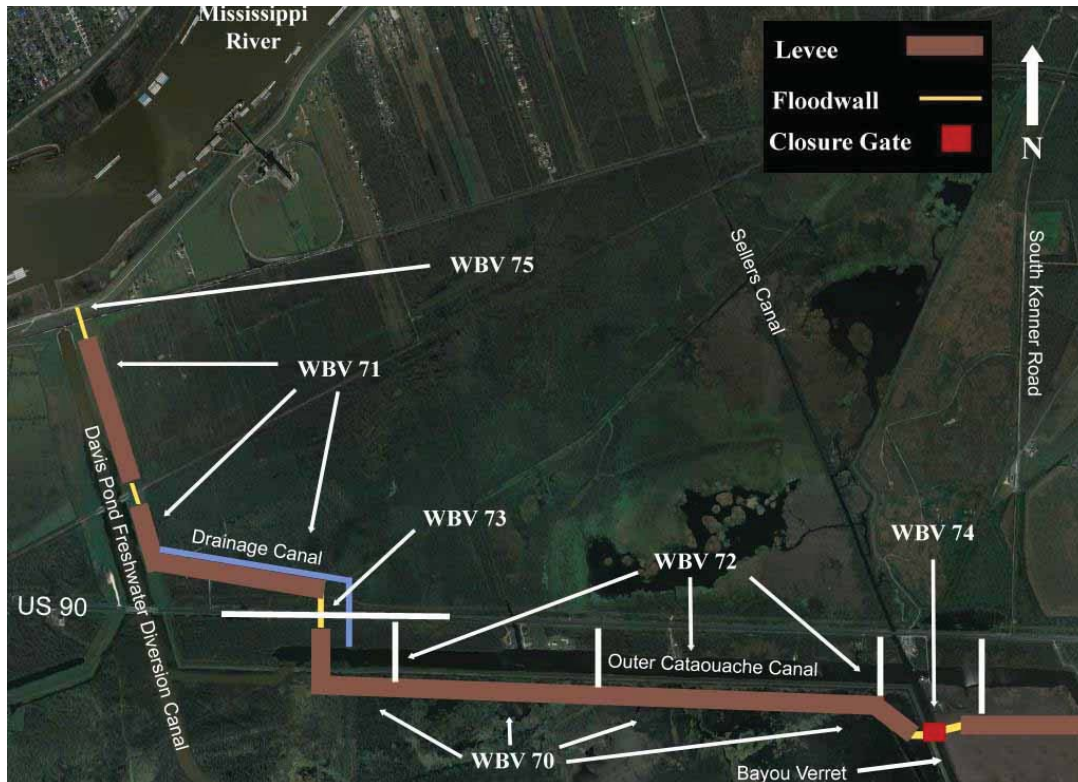 Mississippi
River
Levee
Floodwall
Closure Gate
N
WBV 75
Sellers Canal
South Kenner
Road
WBV 71
Davis Pond Freshwater Diversion Canal
WBV 73
Drainage Canal
WBV 72
WBV 74
US 90
Outer Cataouache Canal
WBV 70
Bayou Verret